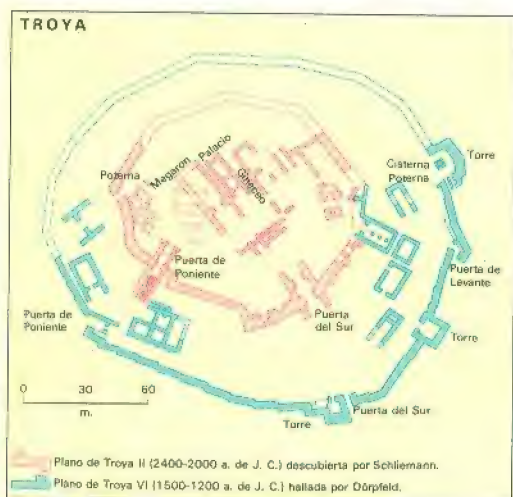 TROYA
Torre
Cisterna
Poterna
Poterna
Magaron
Palacio
Gineceo
Puerta de
Poniente
Puerta de
Poniente
Puerta
del Sur
Puerta de
Levante
Torre
0 30 60
m.
Torre
Puerta del Sur
Plano de Troya II (2400-2000 a. de J. C.) descubierta por Schliemann.
Plano de Troya VI (1500-1200 a. de J. C.) hallada por Dörpfeld.